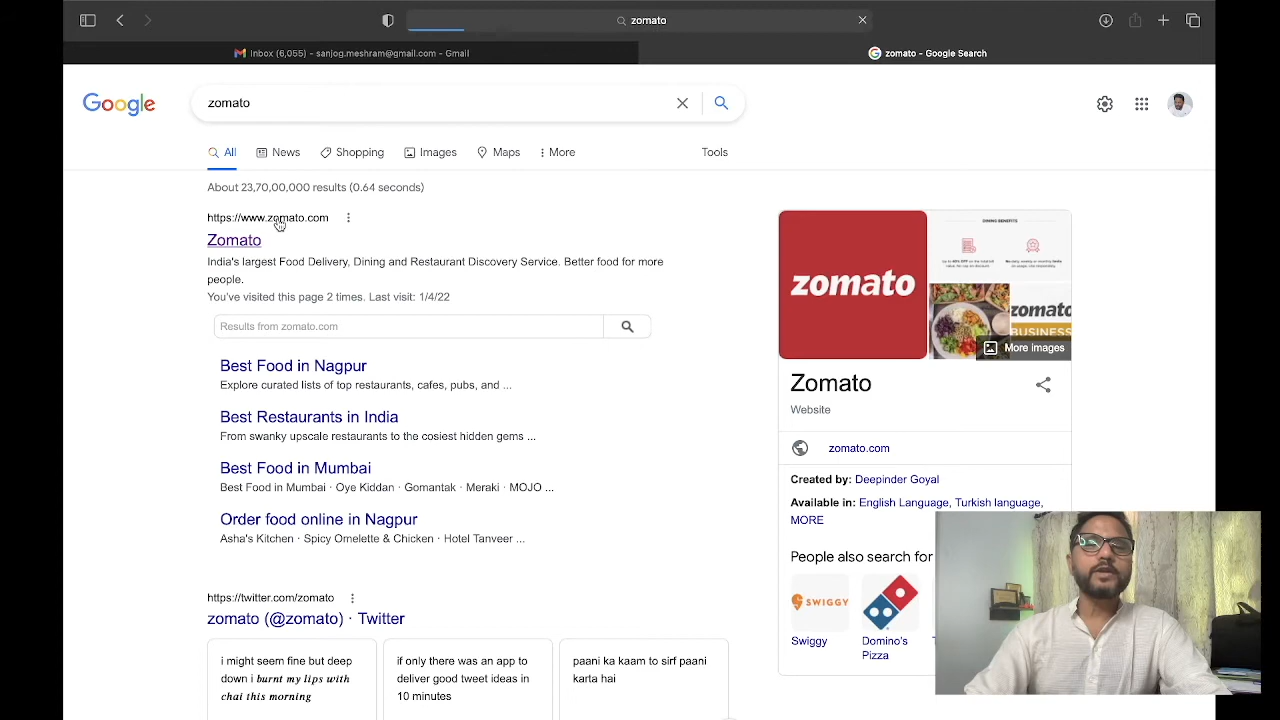 zomato
Inbox (6,055) - sanjog.meshram@gmail.com - Gmail
zomato - Google Search
Google
zomato
All
News
Shopping
Images
Maps
More
Tools
About 23,70,00,000 results (0.64 seconds)
https://www.zomato.com
Zomato
India's largest Food Delivery, Dining and Restaurant Discovery Service. Better food for more
people.
You've visited this page 2 times. Last visit: 1/4/22
Results from zomato.com
Best Food in Nagpur
Explore curated lists of top restaurants, cafes, pubs, and ...
Best Restaurants in India
From swanky upscale restaurants to the cosiest hidden gems ...
Best Food in Mumbai
Best Food in Mumbai · Oye Kiddan · Gomantak · Meraki · MOJO ...
Order food online in Nagpur
Asha's Kitchen · Spicy Omelette & Chicken · Hotel Tanveer ...
https://twitter.com/zomato
zomato (@zomato) · Twitter
i might seem fine but deep
down i burnt my lips with
chai this morning
if only there was an app to
deliver good tweet ideas in
10 minutes
paani ka kaam to sirf paani
karta hai
zomato
DINING BENEFITS
zomato
BUSINESS
More images
Zomato
Website
zomato.com
Created by: Deepinder Goyal
Available in: English Language, Turkish language,
MORE
People also search for
SWIGGY
Swiggy
Domino's
Pizza